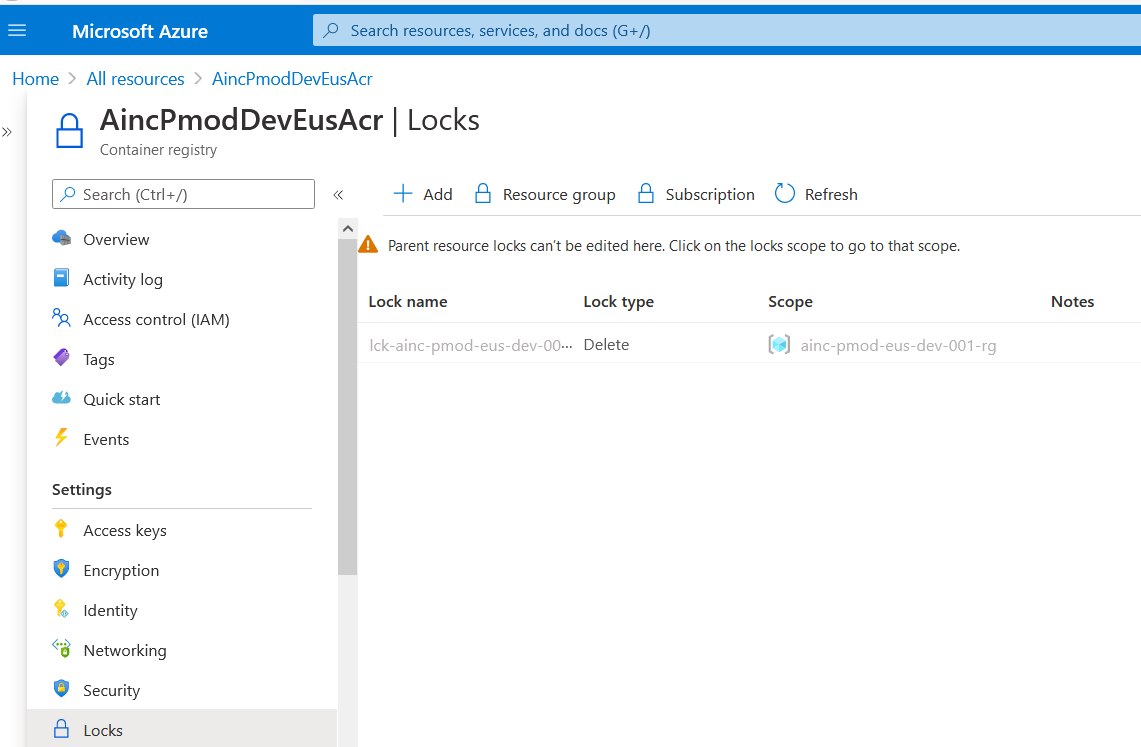 Microsoft Azure
Search resources, services, and docs (G+/)
Home > All resources > AincPmodDevEusAcr
»
AincPmodDevEusAcr | Locks
Container registry
Search (Ctrl+/)
«
Overview
Activity log
Access control (IAM)
Tags
Quick start
Events
Settings
Access keys
Encryption
Identity
Networking
Security
Locks
+ Add Resource group Subscription Refresh
Parent resource locks can't be edited here. Click on the locks scope to go to that scope.
Lock name Lock type Scope Notes
lck-ainc-pmod-eus-dev-00... Delete ainc-pmod-eus-dev-001-rg